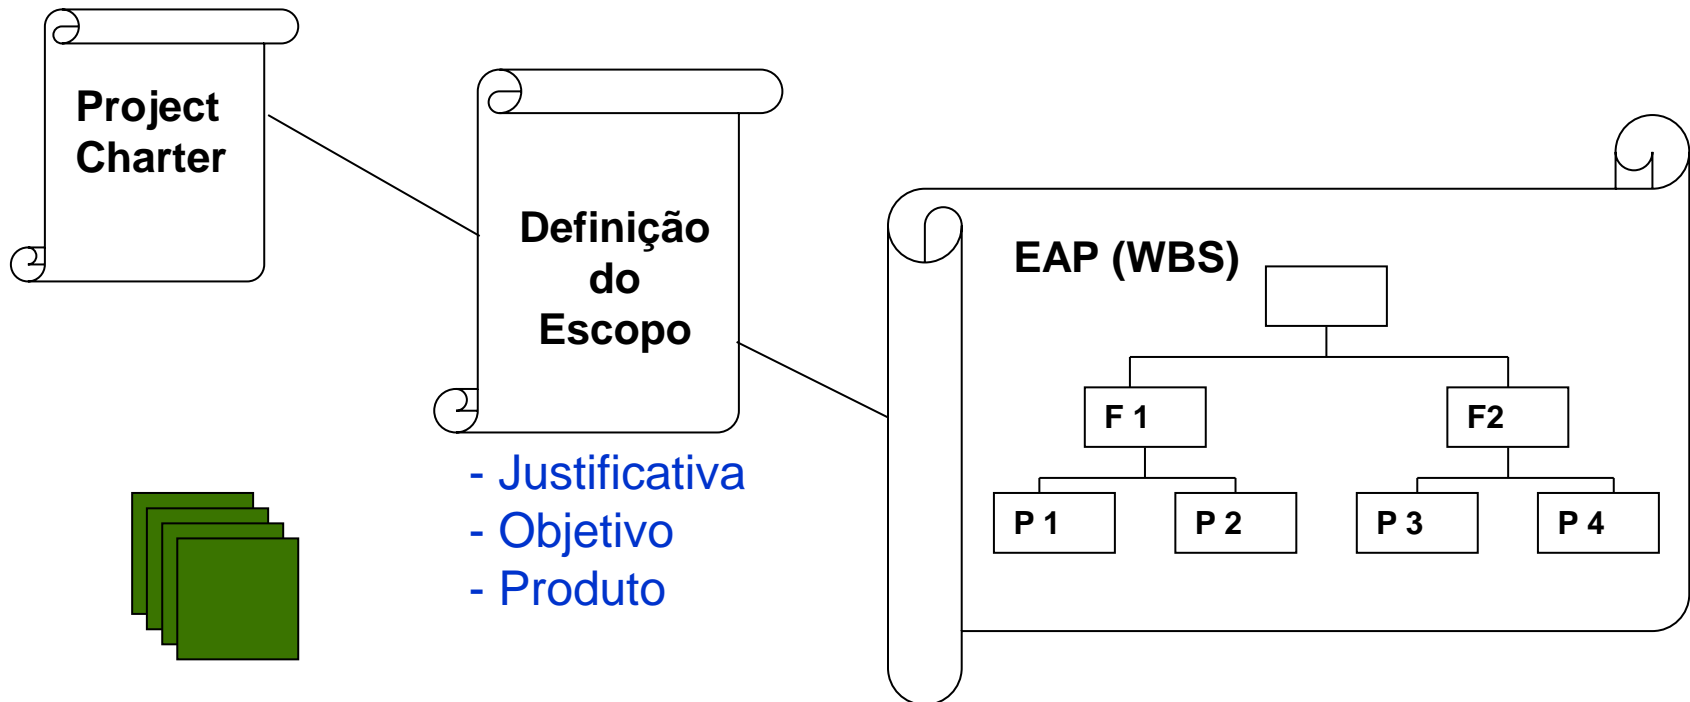 Project
Charter
Definição
do
Escopo
- Justificativa
- Objetivo
- Produto
EAP (WBS)
F 1
F2
P 1
P 2
P 3
P 4